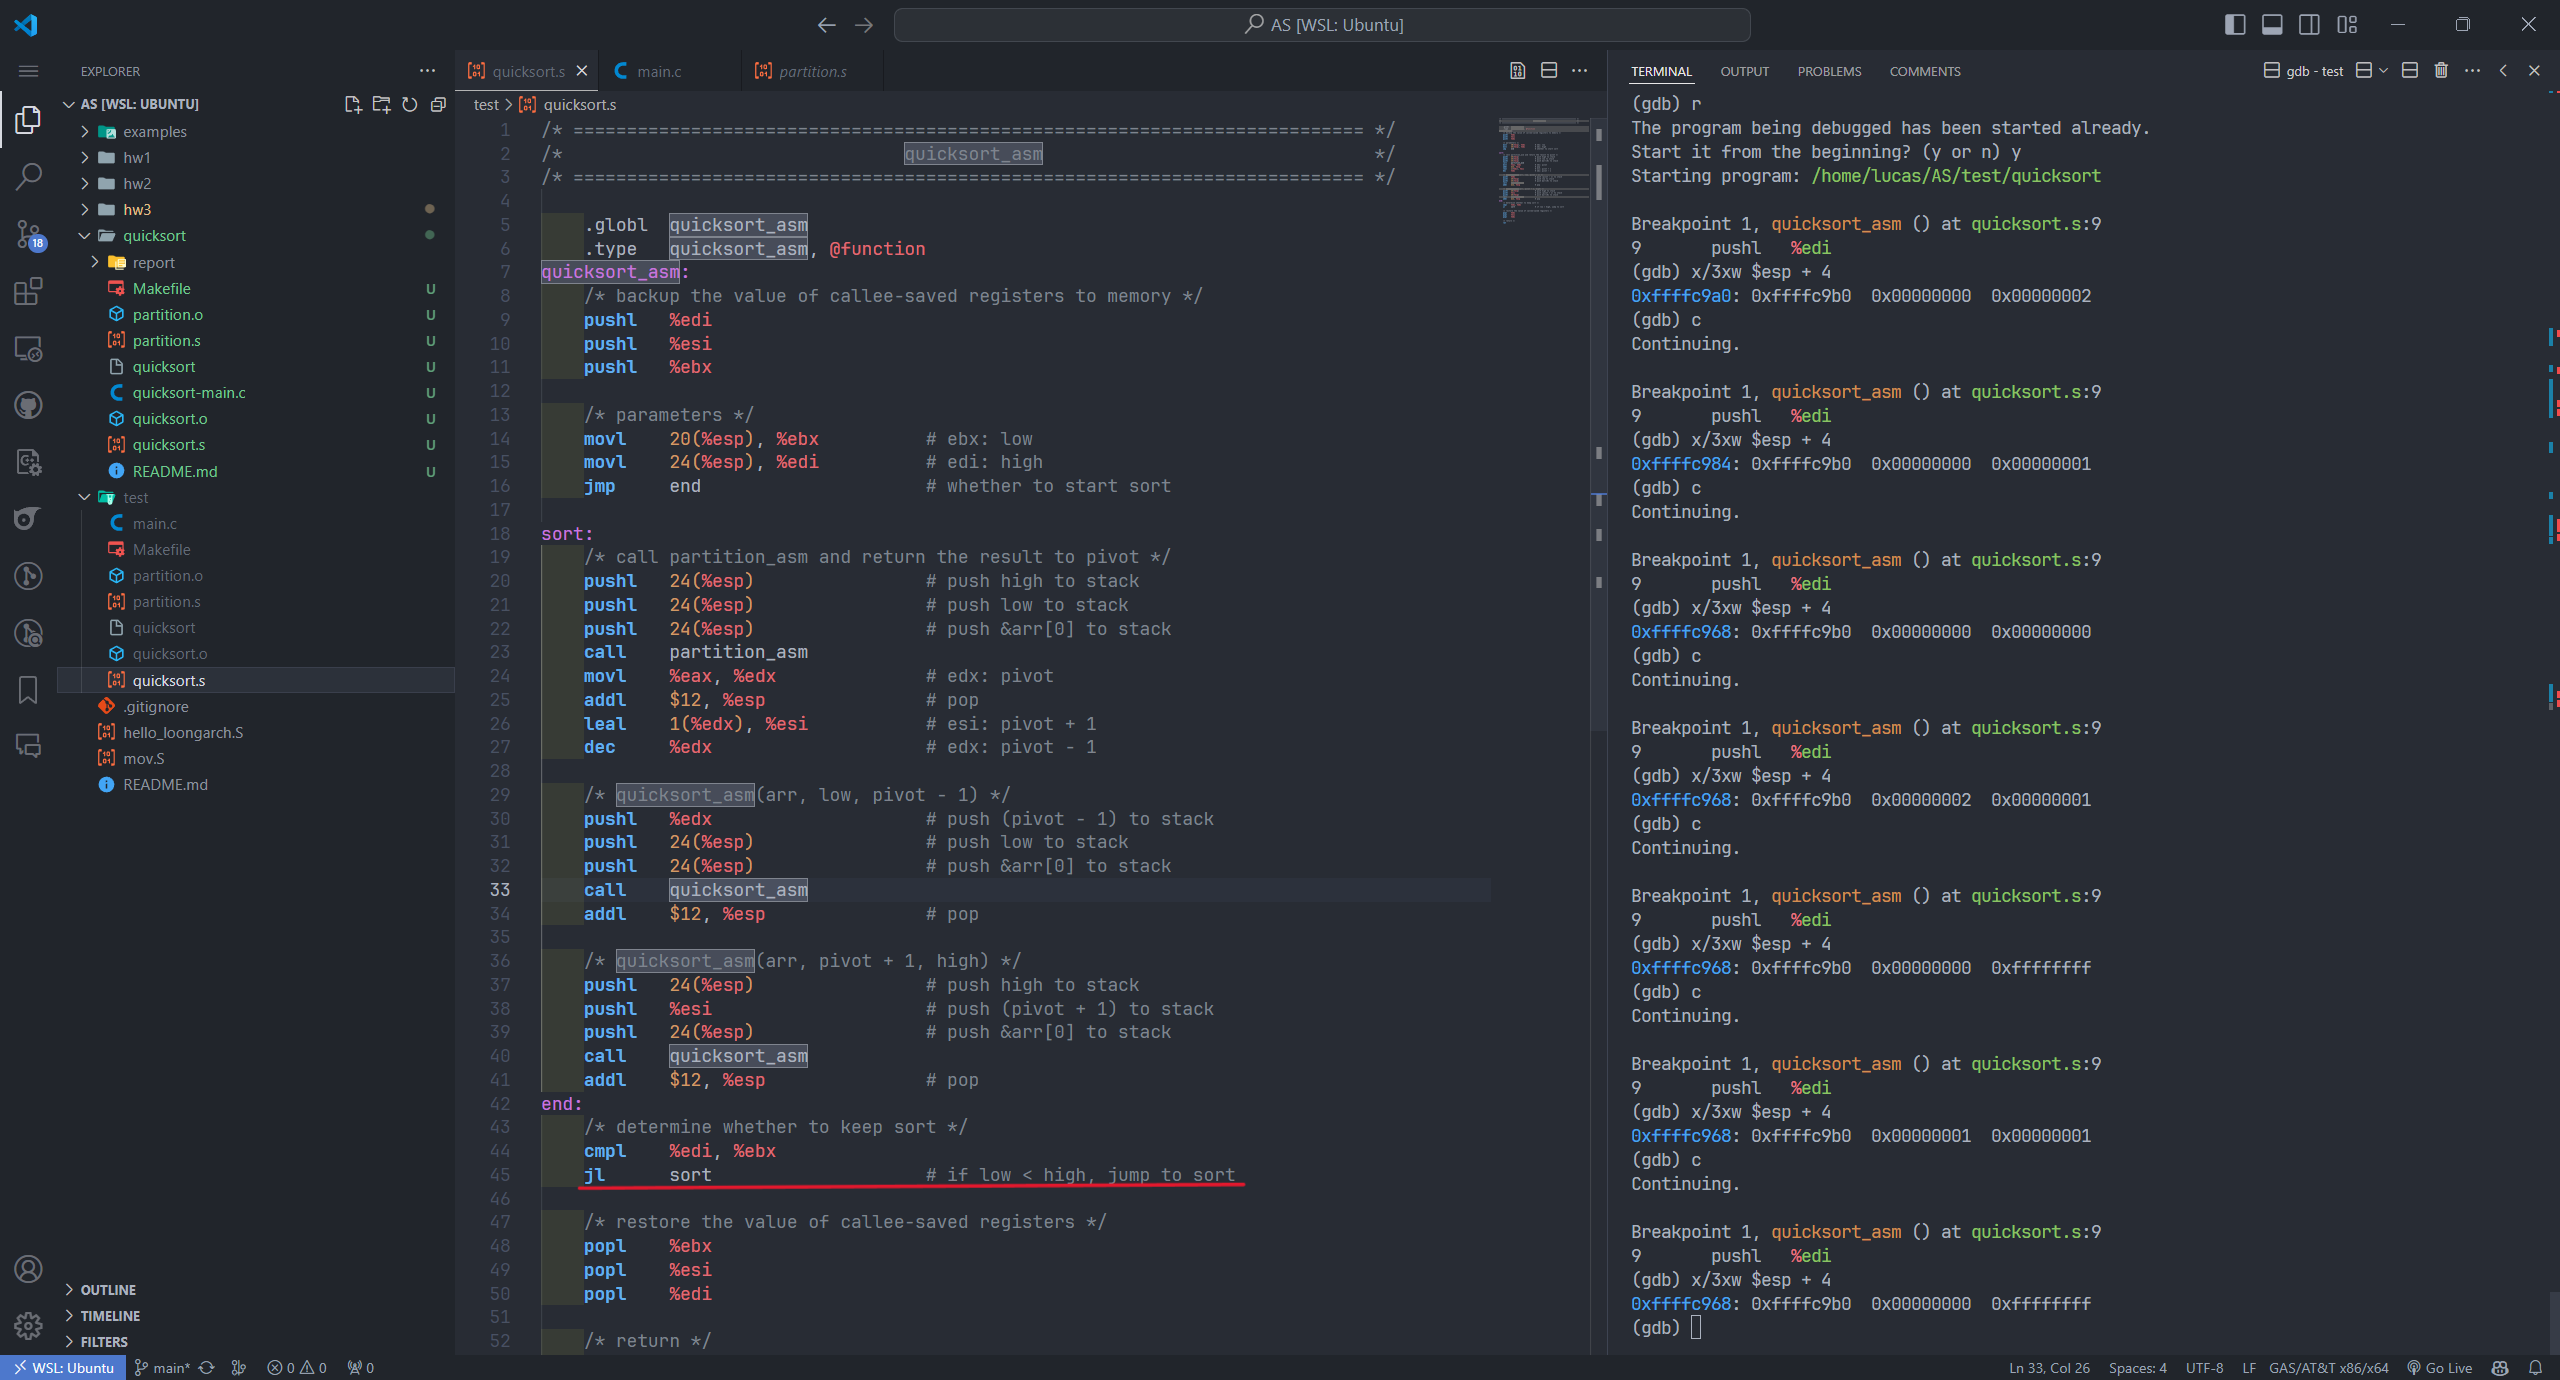 AS [WSL: Ubuntu]
EXPLORER
AS [WSL: UBUNTU]
examples
hw1
hw2
hw3
quicksort
report
Makefile U
partition.o U
partition.s U
quicksort U
quicksort-main.c U
quicksort.o U
quicksort.s U
README.md U
test
main.c
Makefile
partition.o
partition.s
quicksort
quicksort.o
quicksort.s
.gitignore
hello_loongarch.S
mov.S
README.md
OUTLINE
TIMELINE
FILTERS
18
quicksort.s main.c partition.s
test > quicksort.s
1 /* ========================================================================== */
2 /* quicksort_asm */
3 /* ========================================================================== */
4
5 .globl quicksort_asm
6 .type quicksort_asm, @function
7 quicksort_asm:
8 /* backup the value of callee-saved registers to memory */
9 pushl %edi
10 pushl %esi
11 pushl %ebx
12
13 /* parameters */
14 movl 20(%esp), %ebx # ebx: low
15 movl 24(%esp), %edi # edi: high
16 jmp end # whether to start sort
17
18 sort:
19 /* call partition_asm and return the result to pivot */
20 pushl 24(%esp) # push high to stack
21 pushl 24(%esp) # push low to stack
22 pushl 24(%esp) # push &arr[0] to stack
23 call partition_asm
24 movl %eax, %edx # edx: pivot
25 addl $12, %esp # pop
26 leal 1(%edx), %esi # esi: pivot + 1
27 dec %edx # edx: pivot - 1
28
29 /* quicksort_asm(arr, low, pivot - 1) */
30 pushl %edx # push (pivot - 1) to stack
31 pushl 24(%esp) # push low to stack
32 pushl 24(%esp) # push &arr[0] to stack
33 call quicksort_asm
34 addl $12, %esp # pop
35
36 /* quicksort_asm(arr, pivot + 1, high) */
37 pushl 24(%esp) # push high to stack
38 pushl %esi # push (pivot + 1) to stack
39 pushl 24(%esp) # push &arr[0] to stack
40 call quicksort_asm
41 addl $12, %esp # pop
42 end:
43 /* determine whether to keep sort */
44 cmpl %edi, %ebx
45 jl sort # if low < high, jump to sort
46
47 /* restore the value of callee-saved registers */
48 popl %ebx
49 popl %esi
50 popl %edi
51
52 /* return */
TERMINAL OUTPUT PROBLEMS COMMENTS gdb - test
(gdb) r
The program being debugged has been started already.
Start it from the beginning? (y or n) y
Starting program: /home/lucas/AS/test/quicksort
Breakpoint 1, quicksort_asm () at quicksort.s:9
9 pushl %edi
(gdb) x/3xw $esp + 4
0xffffc9a0: 0xffffc9b0 0x00000000 0x00000002
(gdb) c
Continuing.
Breakpoint 1, quicksort_asm () at quicksort.s:9
9 pushl %edi
(gdb) x/3xw $esp + 4
0xffffc984: 0xffffc9b0 0x00000000 0x00000001
(gdb) c
Continuing.
Breakpoint 1, quicksort_asm () at quicksort.s:9
9 pushl %edi
(gdb) x/3xw $esp + 4
0xffffc968: 0xffffc9b0 0x00000000 0x00000000
(gdb) c
Continuing.
Breakpoint 1, quicksort_asm () at quicksort.s:9
9 pushl %edi
(gdb) x/3xw $esp + 4
0xffffc968: 0xffffc9b0 0x00000002 0x00000001
(gdb) c
Continuing.
Breakpoint 1, quicksort_asm () at quicksort.s:9
9 pushl %edi
(gdb) x/3xw $esp + 4
0xffffc968: 0xffffc9b0 0x00000000 0xffffffff
(gdb) c
Continuing.
Breakpoint 1, quicksort_asm () at quicksort.s:9
9 pushl %edi
(gdb) x/3xw $esp + 4
0xffffc968: 0xffffc9b0 0x00000001 0x00000001
(gdb) c
Continuing.
Breakpoint 1, quicksort_asm () at quicksort.s:9
9 pushl %edi
(gdb) x/3xw $esp + 4
0xffffc968: 0xffffc9b0 0x00000000 0xffffffff
(gdb)
WSL: Ubuntu main* 0 0 0 Ln 33, Col 26 Spaces: 4 UTF-8 LF GAS/AT&T x86/x64 Go Live